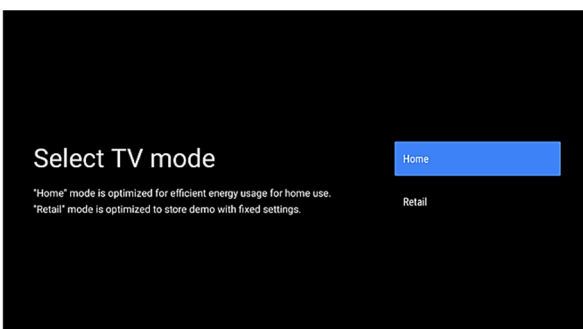 Select TV mode
"Home" mode is optimized for efficient energy usage for home use.
"Retail" mode is optimized to store demo with fixed settings.
Home
Retail